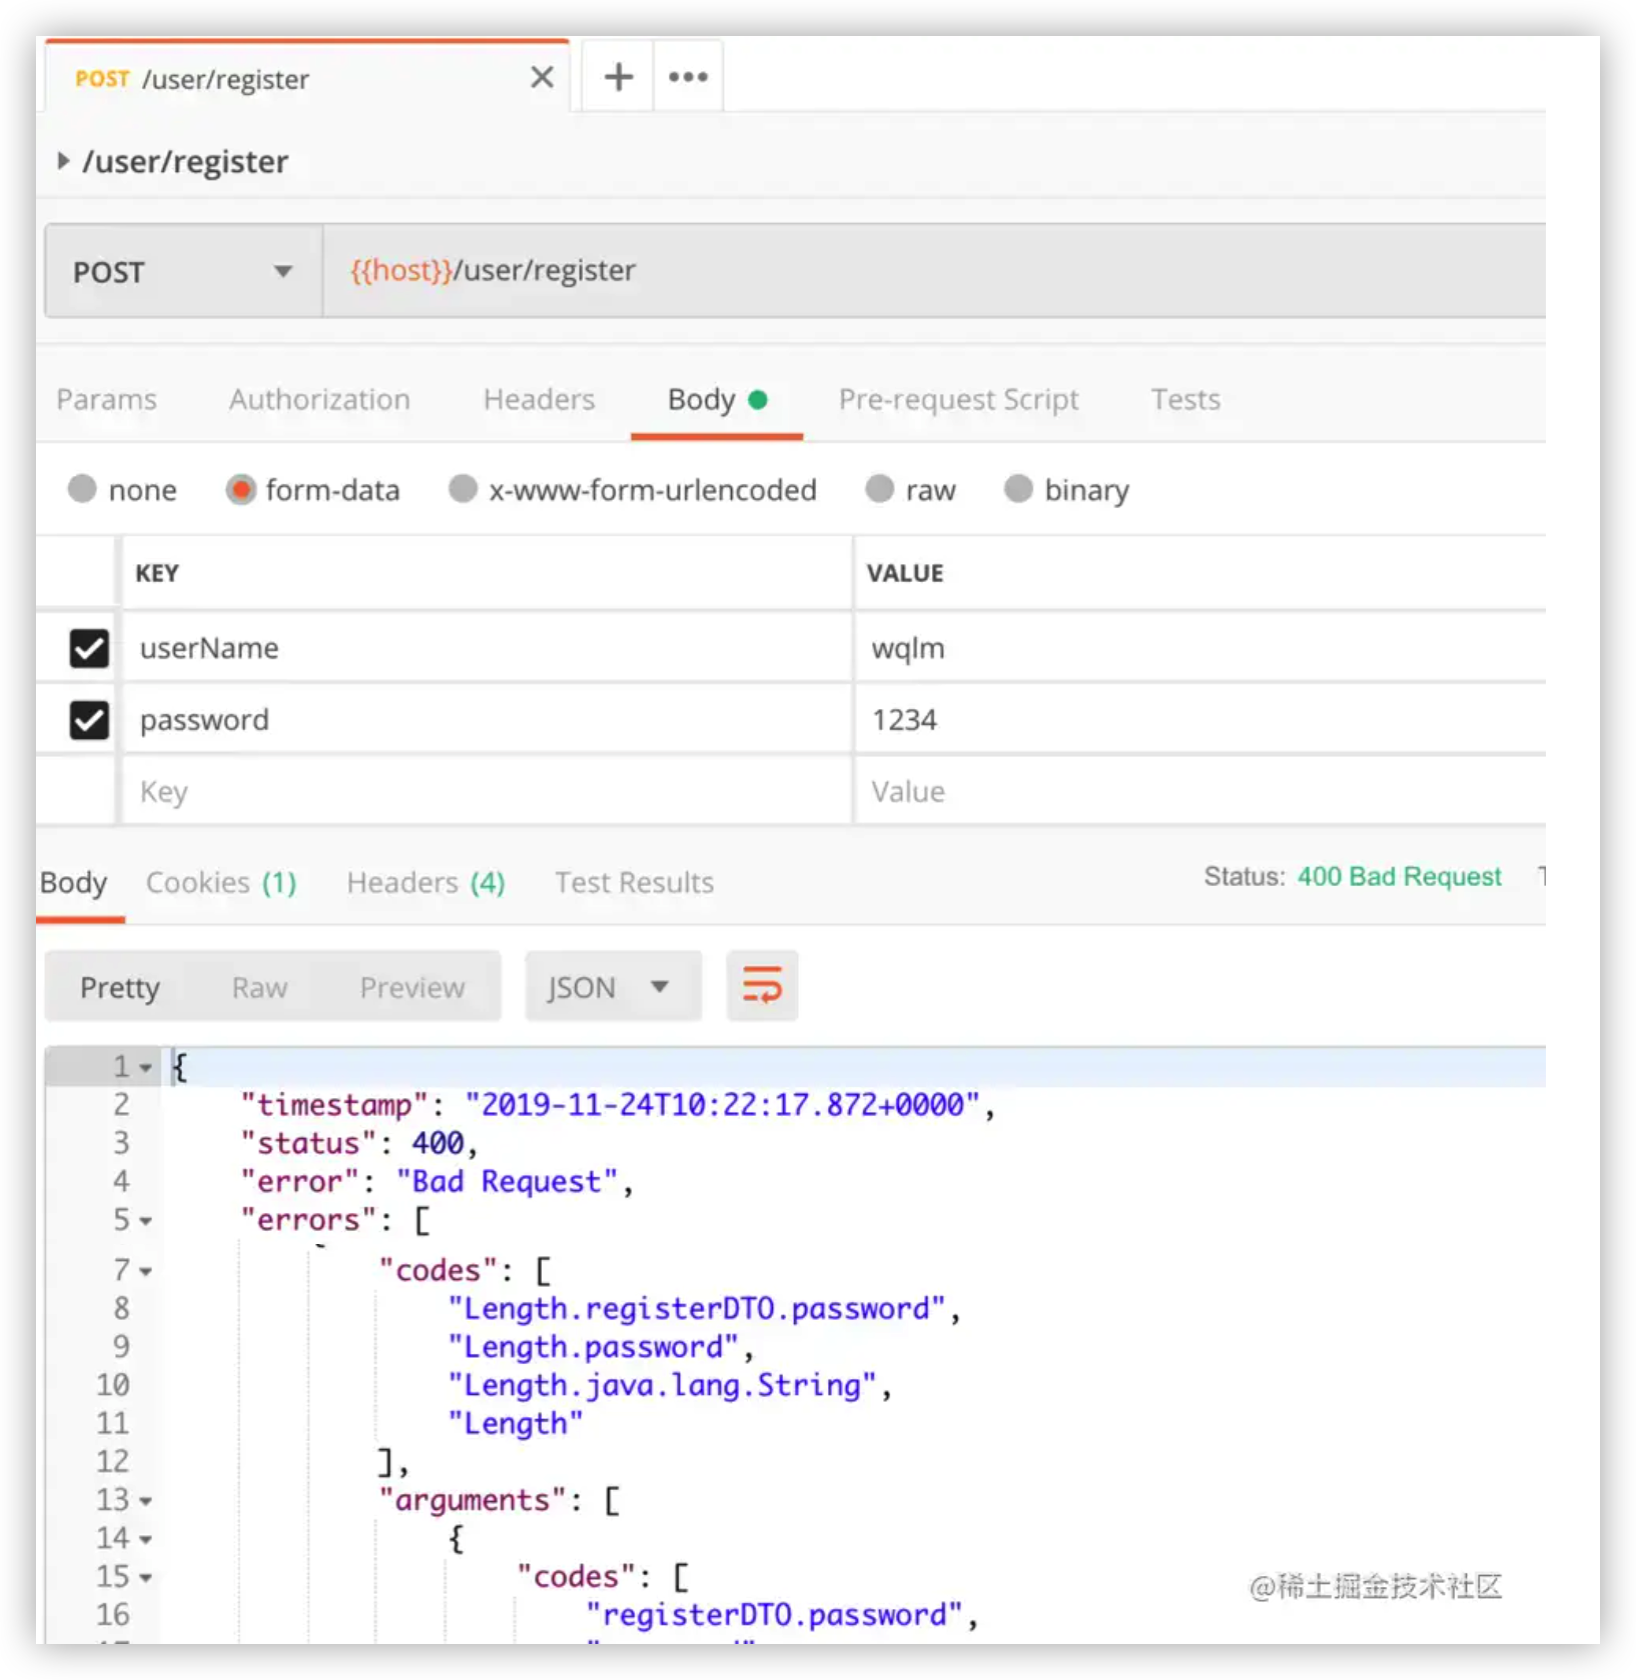 POST /user/register
/user/register
POST {{host}}/user/register
Params Authorization Headers Body Pre-request Script Tests
none form-data x-www-form-urlencoded raw binary
KEY VALUE
userName wqlm
password 1234
Key Value
Body Cookies (1) Headers (4) Test Results Status: 400 Bad Request
Pretty Raw Preview JSON
1 {
2 "timestamp": "2019-11-24T10:22:17.872+0000",
3 "status": 400,
4 "error": "Bad Request",
5 "errors": [
7 "codes": [
8 "Length.registerDTO.password",
9 "Length.password",
10 "Length.java.lang.String",
11 "Length"
12 ],
13 "arguments": [
14 {
15 "codes": [
16 "registerDTO.password",
@稀土掘金技术社区